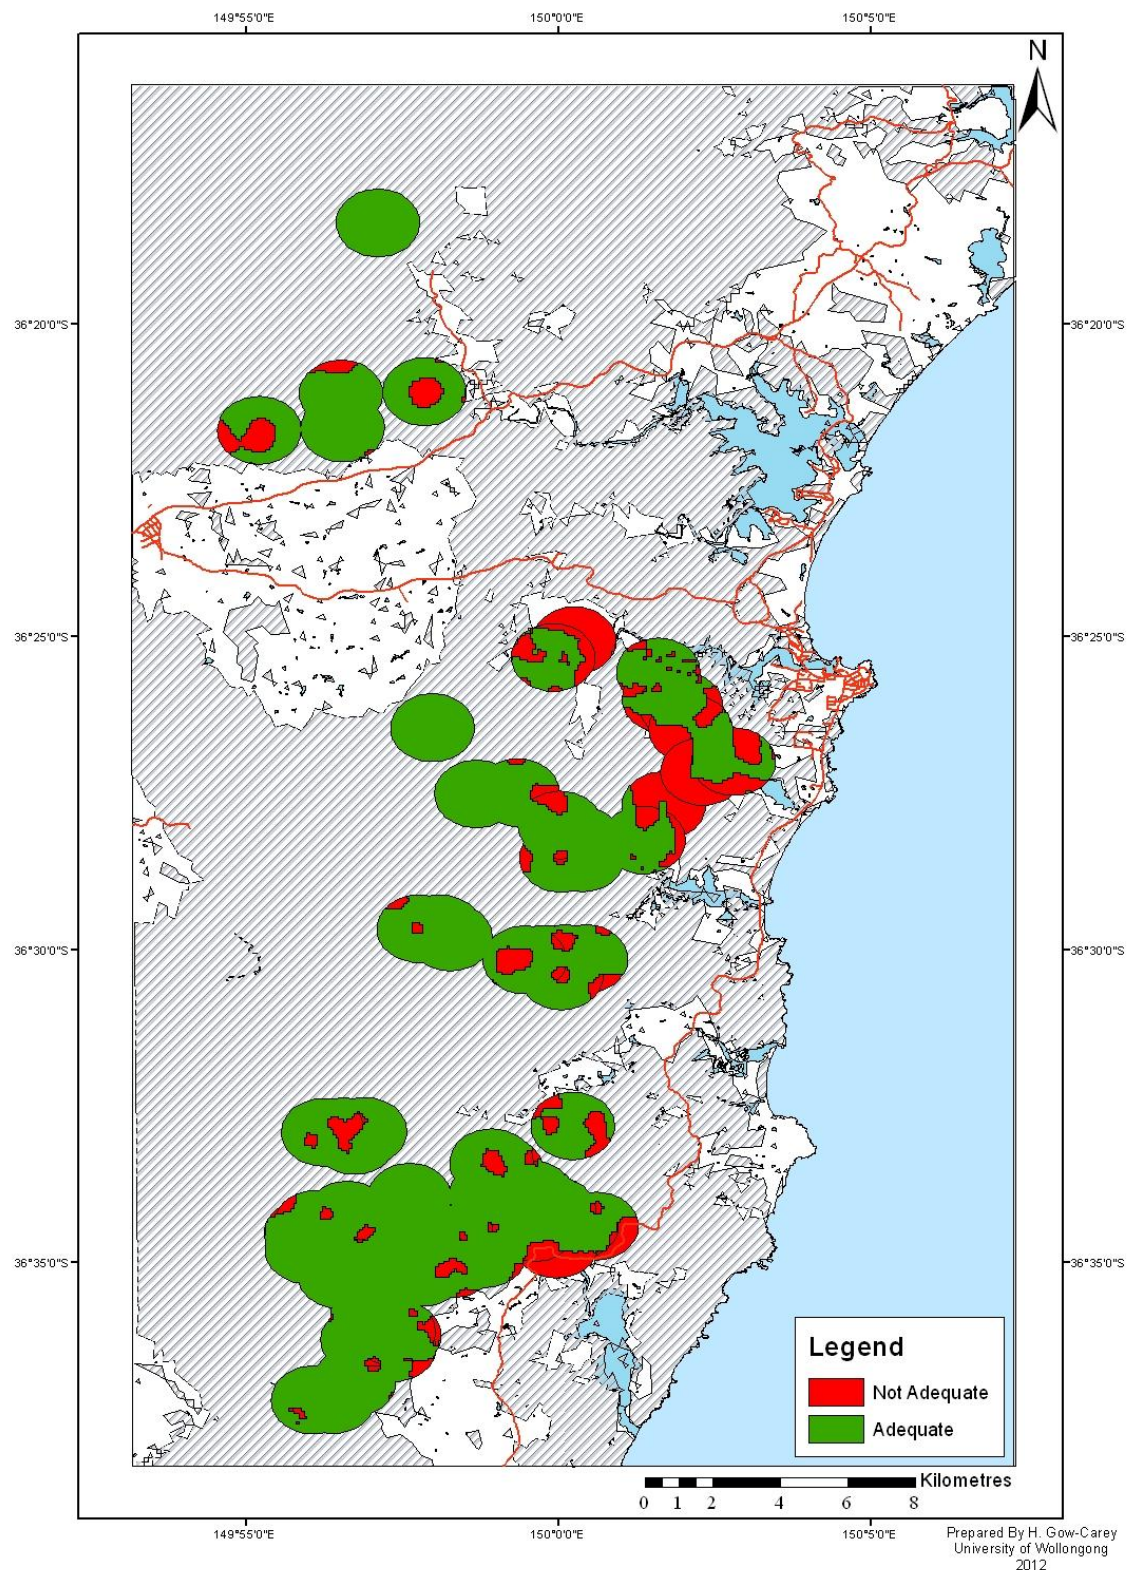 149°55'0"E 150°0'0"E 150°5'0"E
N
36°20'0"S 36°20'0"S
36°25'0"S 36°25'0"S
36°30'0"S 36°30'0"S
36°35'0"S 36°35'0"S
Legend
Not Adequate
Adequate
Kilometres
0 1 2 4 6 8
149°55'0"E 150°0'0"E 150°5'0"E
Prepared By H. Gow-Carey
University of Wollongong
2012